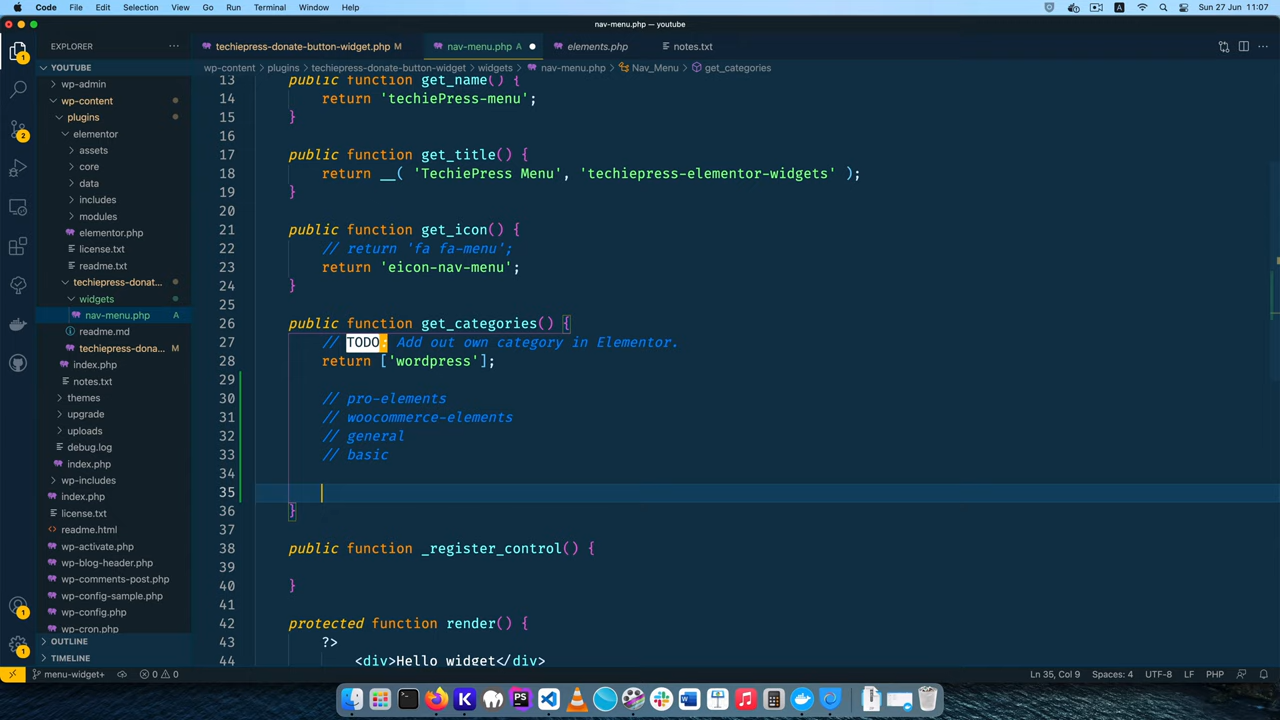 Code File Edit Selection View Go Run Terminal Window Help Sun 27 Jun 11:07
nav-menu.php — youtube
EXPLORER
techiepress-donate-button-widget.php M nav-menu.php A elements.php notes.txt
wp-content > plugins > techiepress-donate-button-widget > widgets > nav-menu.php > Nav_Menu > get_categories
YOUTUBE
wp-admin
wp-content
plugins
elementor
assets
core
data
includes
modules
elementor.php
license.txt
readme.txt
techiepress-donat...
widgets
nav-menu.php A
readme.md
techiepress-dona... M
index.php
notes.txt
themes
upgrade
uploads
debug.log
index.php
wp-includes
index.php
license.txt
readme.html
wp-activate.php
wp-blog-header.php
wp-comments-post.php
wp-config-sample.php
wp-config.php
wp-cron.php
OUTLINE
TIMELINE
13 public function get_name() {
14 return 'techiePress-menu';
15 }
16
17 public function get_title() {
18 return __( 'TechiePress Menu', 'techiepress-elementor-widgets' );
19 }
20
21 public function get_icon() {
22 // return 'fa fa-menu';
23 return 'eicon-nav-menu';
24 }
25
26 public function get_categories() {
27 // TODO: Add out own category in Elementor.
28 return ['wordpress'];
29
30 // pro-elements
31 // woocommerce-elements
32 // general
33 // basic
34
35
36 }
37
38 public function _register_control() {
39
40 }
41
42 protected function render() {
43 ?>
44 <div>Hello widget</div>
menu-widget+ 0 0 Ln 35, Col 9 Spaces: 4 UTF-8 LF PHP